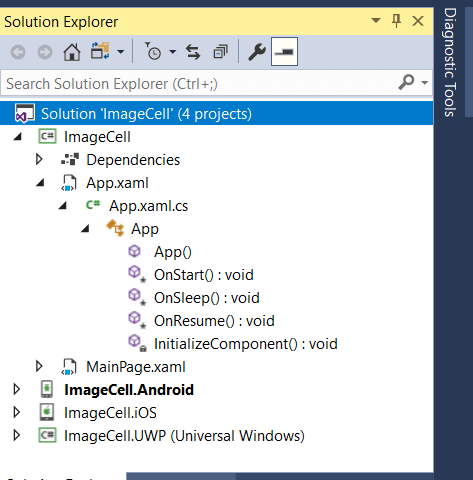 Solution Explorer
Search Solution Explorer (Ctrl+;)
Solution 'ImageCell' (4 projects)
C# ImageCell
Dependencies
App.xaml
C# App.xaml.cs
App
App()
OnStart() : void
OnSleep() : void
OnResume() : void
InitializeComponent() : void
MainPage.xaml
ImageCell.Android
ImageCell.iOS
C# ImageCell.UWP (Universal Windows)
Diagnostic Tools